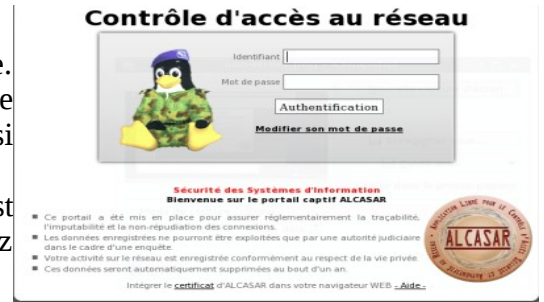 Contrôle d'accès au réseau
e.
e
si
st
z
Identifiant
Mot de passe
Authentification
Modifier son mot de passe
Sécurité des Systèmes d'Information
Bienvenue sur le portail captif ALCASAR
Ce portail a été mis en place pour assurer réglementairement la traçabilité,
l'imputabilité et la non-répudiation des connexions.
Les données enregistrées ne pourront être exploitées que par une autorité judiciaire
dans le cadre d'une enquête.
Votre activité sur le réseau est enregistrée conformément au respect de la vie privée.
Ces données seront automatiquement supprimées au bout d'un an.
Intégrer le certificat d'ALCASAR dans votre navigateur WEB - Aide -
ALCASAR